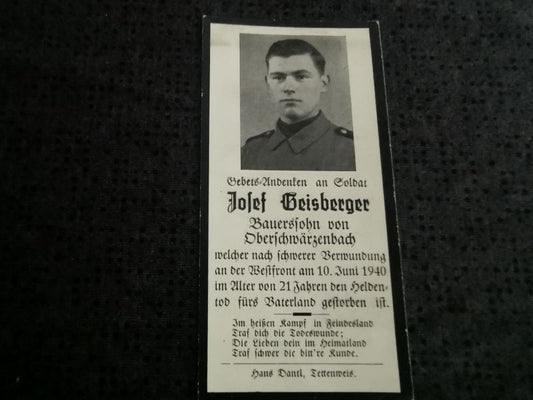 Gebets-Andenken an Soldat
Josef Geisberger
Bauerssohn von
Oberschwärzenbach
welcher nach schwerer Verwundung
an der Westfront am 10. Juni 1940
im Alter von 21 Jahren den Helden-
tod fürs Vaterland gestorben ist.
Im heißen Kampf in Feindesland
Traf dich die Todeswunde;
Die Lieben dein im Heimatland
Traf schwer die bitt're Kunde.
Hans Dantl, Tettenweis.